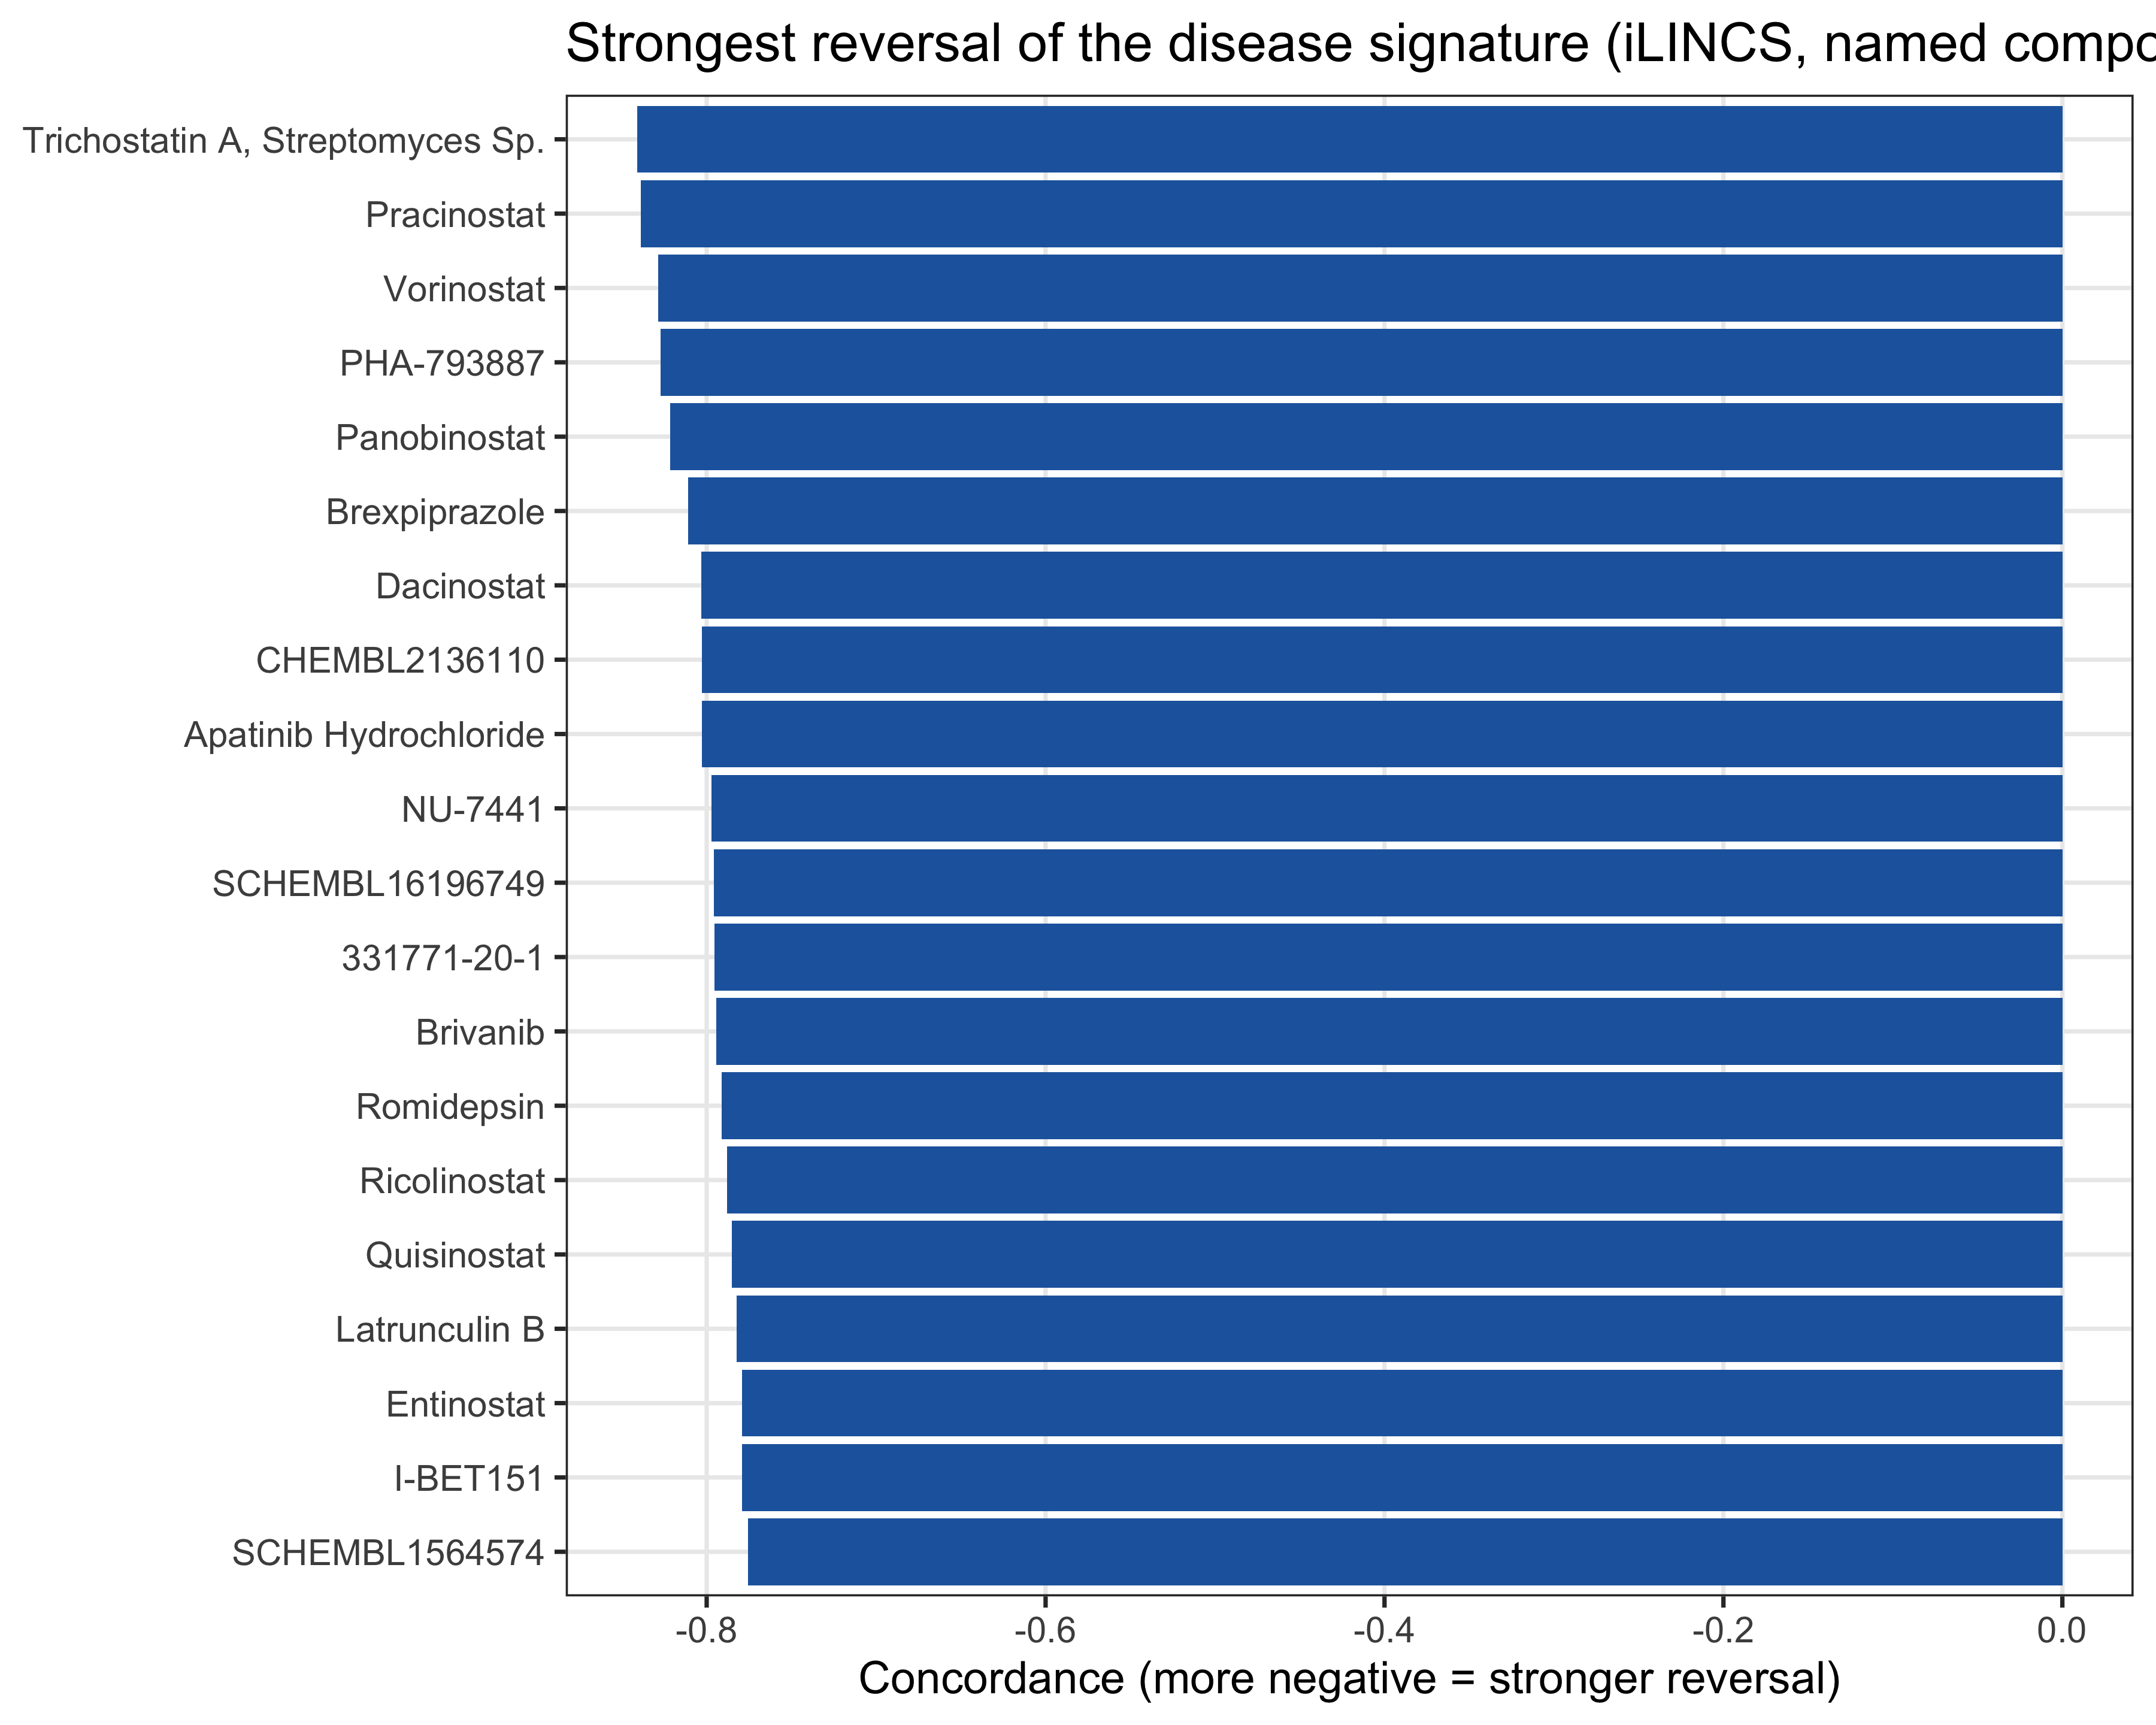 Strongest reversal of the disease signature (iLINCS, named compo
Trichostatin A, Streptomyces Sp.
Pracinostat
Vorinostat
PHA-793887
Panobinostat
Brexpiprazole
Dacinostat
CHEMBL2136110
Apatinib Hydrochloride
NU-7441
SCHEMBL16196749
331771-20-1
Brivanib
Romidepsin
Ricolinostat
Quisinostat
Latrunculin B
Entinostat
I-BET151
SCHEMBL1564574
-0.8 -0.6 -0.4 -0.2 0.0
Concordance (more negative = stronger reversal)